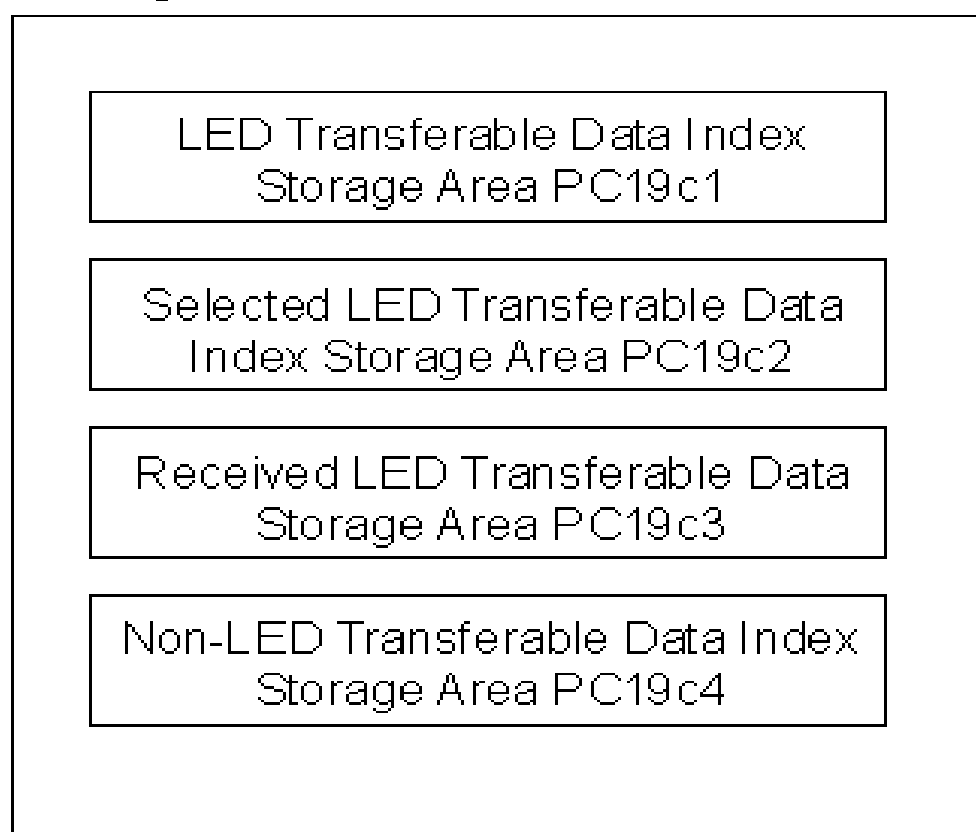 LED Transferable Data Index
Storage Area PC19c1
Selected LED Transferable Data
Index Storage Area PC19c2
Received LED Transferable Data
Storage Area PC19c3
Non-LED Transferable Data Index
Storage Area PC19c4